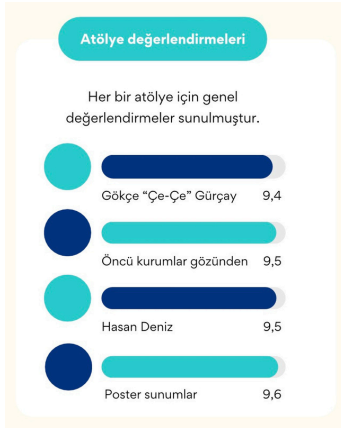 Atölye değerlendirmeleri
Her bir atölye için genel
değerlendirmeler sunulmuştur.
Gökçe “Çe-Çe” Gürçay 9,4
Öncü kurumlar gözünden 9,5
Hasan Deniz 9,5
Poster sunumlar 9,6